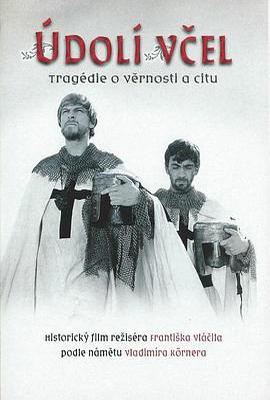 ÚDOLÍ VČEL
Tragédie o věrnosti a citu
Historický film režiséra Františka Vláčila
podle námětu Vladimíra Körnera